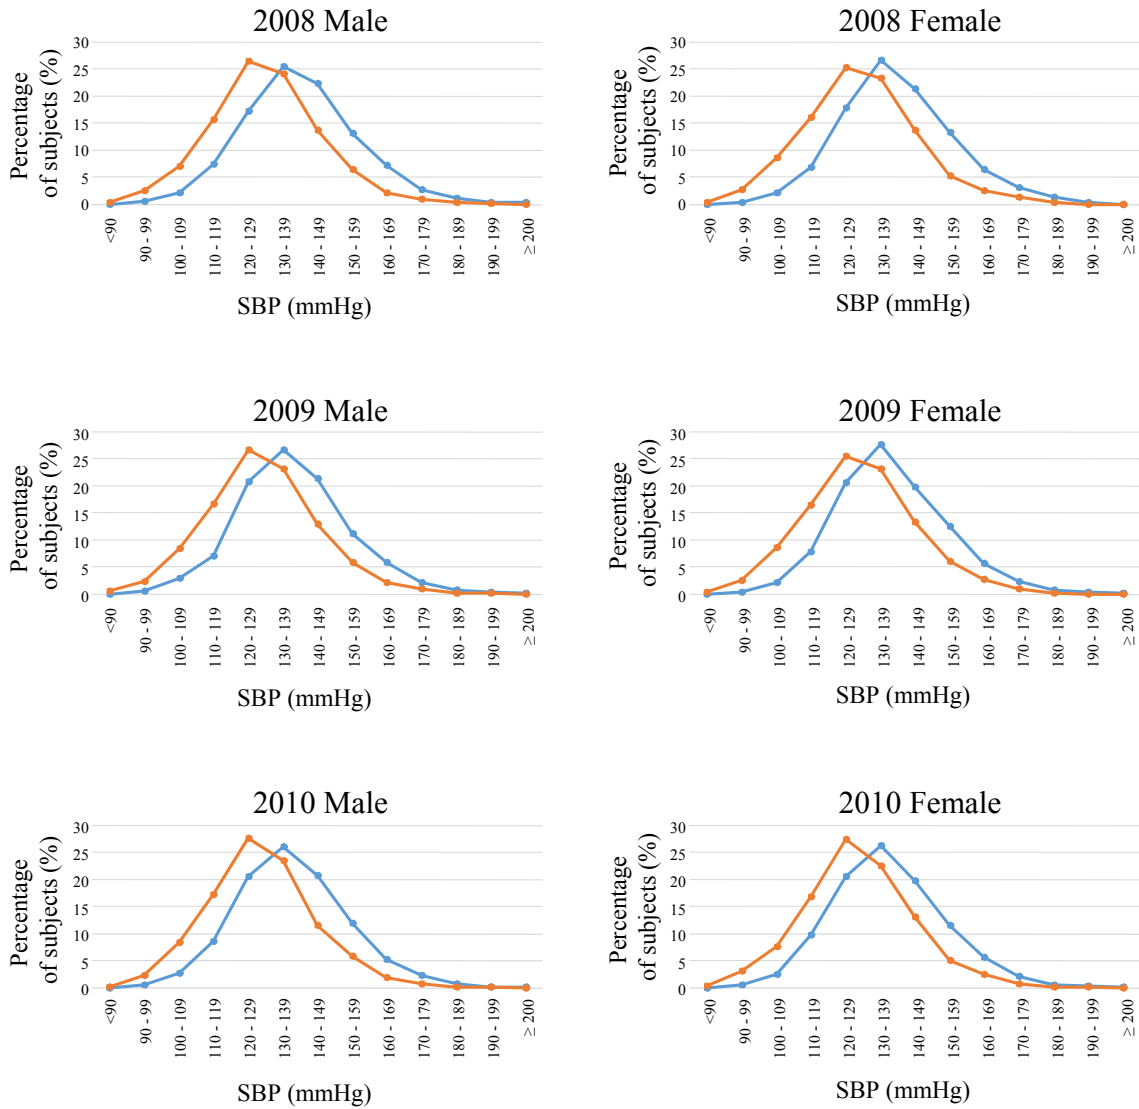 2008 Male
Percentage
of subjects (%)
30
25
20
15
10
5
0
<90
90 - 99
100 - 109
110 - 119
120 - 129
130 - 139
140 - 149
150 - 159
160 - 169
170 - 179
180 - 189
190 - 199
≥ 200
SBP (mmHg)
2008 Female
Percentage
of subjects (%)
30
25
20
15
10
5
0
<90
90 - 99
100 - 109
110 - 119
120 - 129
130 - 139
140 - 149
150 - 159
160 - 169
170 - 179
180 - 189
190 - 199
≥ 200
SBP (mmHg)
2009 Male
Percentage
of subjects (%)
30
25
20
15
10
5
0
<90
90 - 99
100 - 109
110 - 119
120 - 129
130 - 139
140 - 149
150 - 159
160 - 169
170 - 179
180 - 189
190 - 199
≥ 200
SBP (mmHg)
2009 Female
Percentage
of subjects (%)
30
25
20
15
10
5
0
<90
90 - 99
100 - 109
110 - 119
120 - 129
130 - 139
140 - 149
150 - 159
160 - 169
170 - 179
180 - 189
190 - 199
≥ 200
SBP (mmHg)
2010 Male
Percentage
of subjects (%)
30
25
20
15
10
5
0
<90
90 - 99
100 - 109
110 - 119
120 - 129
130 - 139
140 - 149
150 - 159
160 - 169
170 - 179
180 - 189
190 - 199
≥ 200
SBP (mmHg)
2010 Female
Percentage
of subjects (%)
30
25
20
15
10
5
0
<90
90 - 99
100 - 109
110 - 119
120 - 129
130 - 139
140 - 149
150 - 159
160 - 169
170 - 179
180 - 189
190 - 199
≥ 200
SBP (mmHg)